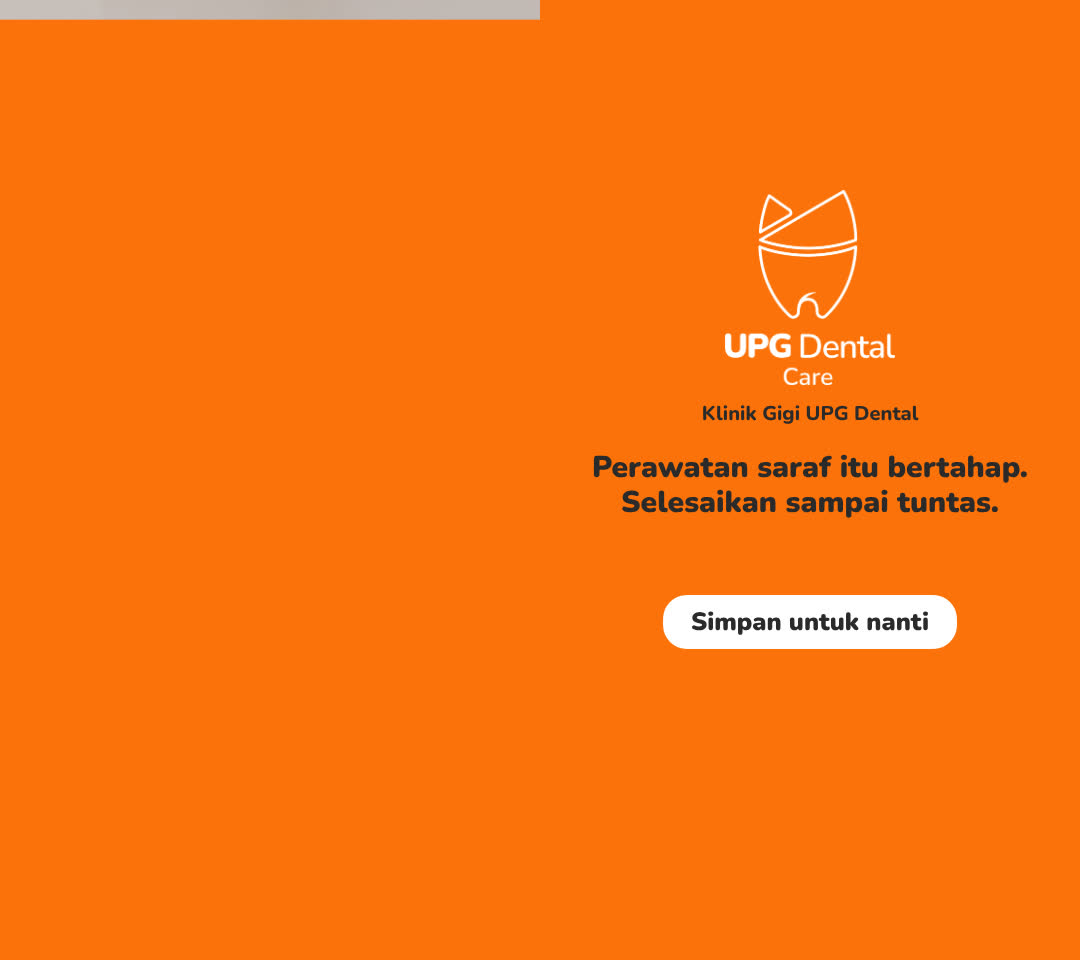 UPG Dental
Care
Klinik Gigi UPG Dental
Perawatan saraf itu bertahap.
Selesaikan sampai tuntas.
Simpan untuk nanti